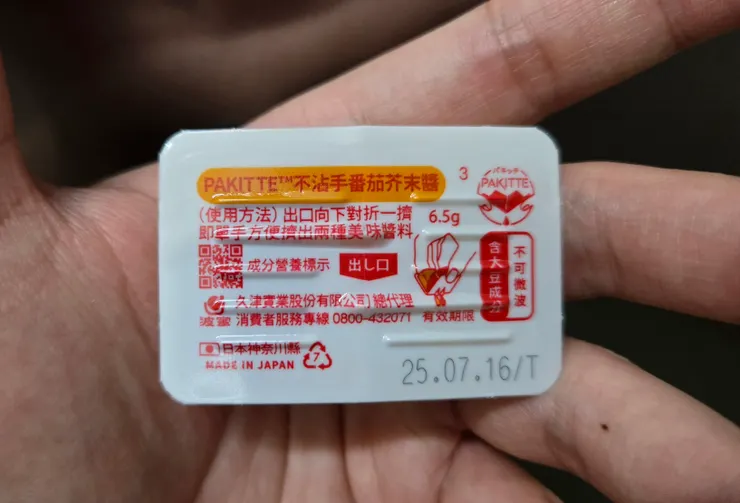 PAKITTE™不沾手番茄芥末醬
3
パキッテ
PAKITTE
(使用方法)出口向下對折一擠
即單手方便擠出兩種美味醬料
6.5g
成分營養標示
出し口
含大豆成分
不可微波
久津實業股份有限公司總代理
波蜜 消費者服務專線 0800-432071
有效期限
日本神奈川縣
MADE IN JAPAN
7
25.07.16/T